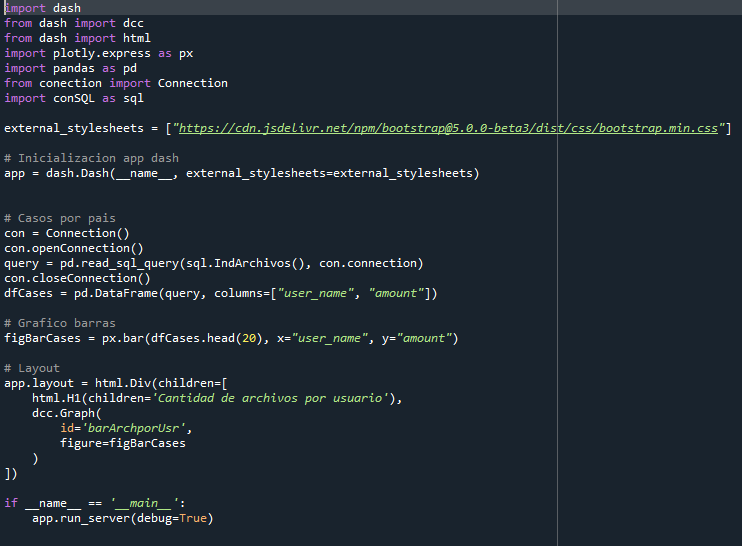 import dash
from dash import dcc
from dash import html
import plotly.express as px
import pandas as pd
from conection import Connection
import conSQL as sql

external_stylesheets = ["https://cdn.jsdelivr.net/npm/bootstrap@5.0.0-beta3/dist/css/bootstrap.min.css"]

# Inicializacion app dash
app = dash.Dash(__name__, external_stylesheets=external_stylesheets)


# Casos por pais
con = Connection()
con.openConnection()
query = pd.read_sql_query(sql.IndArchivos(), con.connection)
con.closeConnection()
dfCases = pd.DataFrame(query, columns=["user_name", "amount"])

# Grafico barras
figBarCases = px.bar(dfCases.head(20), x="user_name", y="amount")

# Layout
app.layout = html.Div(children=[
    html.H1(children='Cantidad de archivos por usuario'),
    dcc.Graph(
        id='barArchporUsr',
        figure=figBarCases
    )
])

if __name__ == '__main__':
    app.run_server(debug=True)